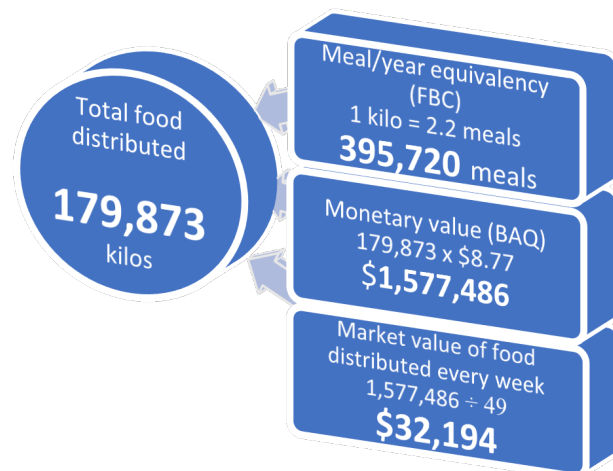 Total food
distributed
179,873
kilos
Meal/year equivalency
(FBC)
1 kilo = 2.2 meals
395,720 meals
Monetary value (BAQ)
179,873 x $8.77
$1,577,486
Market value of food
distributed every week
1,577,486 ÷ 49
$32,194